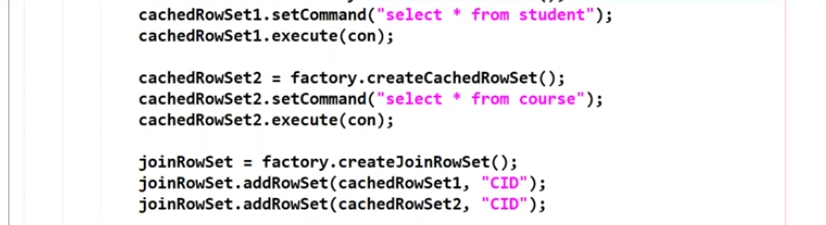 cachedRowSet1.setCommand("select * from student");
cachedRowSet1.execute(con);
cachedRowSet2 = factory.createCachedRowSet();
cachedRowSet2.setCommand("select * from course");
cachedRowSet2.execute(con);
joinRowSet = factory.createJoinRowSet();
joinRowSet.addRowSet(cachedRowSet1, "CID");
joinRowSet.addRowSet(cachedRowSet2, "CID");